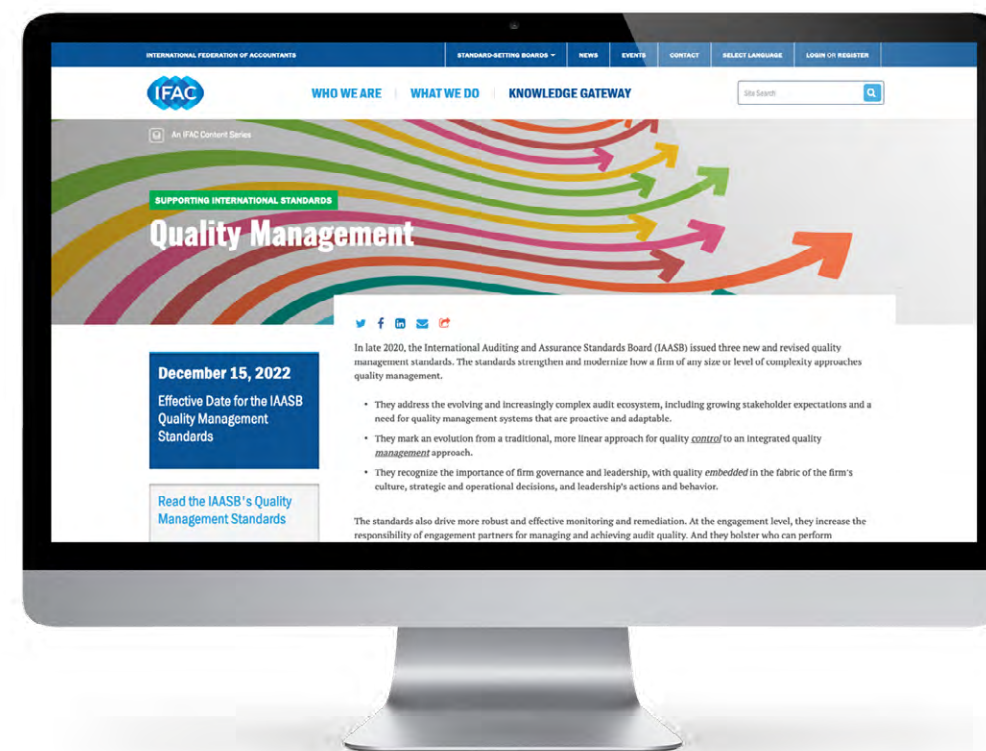 INTERNATIONAL FEDERATION OF ACCOUNTANTS
STANDARD-SETTING BOARDS NEWS EVENTS CONTACT SELECT LANGUAGE LOGIN OR REGISTER
IFAC
WHO WE ARE WHAT WE DO KNOWLEDGE GATEWAY
Site Search
An IFAC Content Series
SUPPORTING INTERNATIONAL STANDARDS
Quality Management
December 15, 2022
Effective Date for the IAASB
Quality Management
Standards
Read the IAASB's Quality
Management Standards
In late 2020, the International Auditing and Assurance Standards Board (IAASB) issued three new and revised quality
management standards. The standards strengthen and modernize how a firm of any size or level of complexity approaches
quality management.
• They address the evolving and increasingly complex audit ecosystem, including growing stakeholder expectations and a
need for quality management systems that are proactive and adaptable.
• They mark an evolution from a traditional, more linear approach for quality control to an integrated quality
management approach.
• They recognize the importance of firm governance and leadership, with quality embedded in the fabric of the firm's
culture, strategic and operational decisions, and leadership's actions and behavior.
The standards also drive more robust and effective monitoring and remediation. At the engagement level, they increase the
responsibility of engagement partners for managing and achieving audit quality. And they bolster who can perform